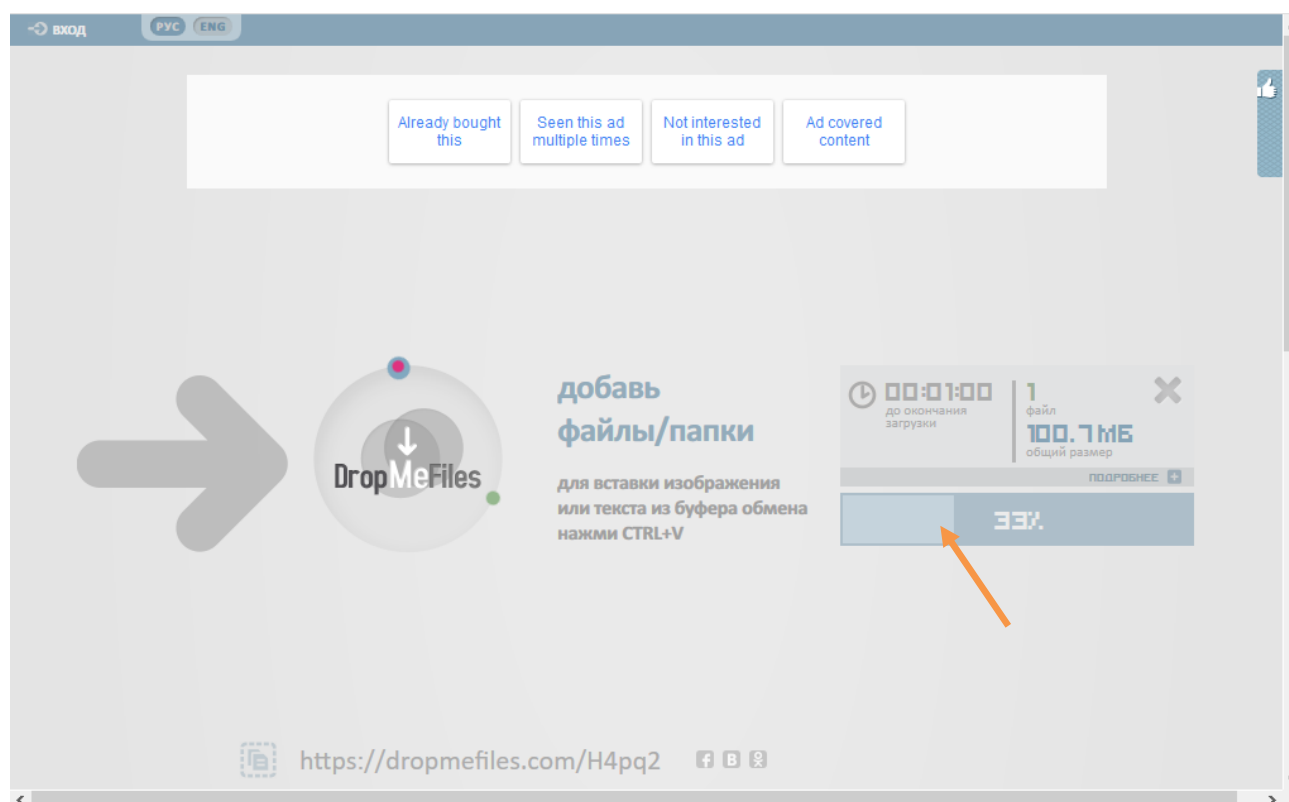 вход
РУС ENG
Already bought
this
Seen this ad
multiple times
Not interested
in this ad
Ad covered
content
DropMeFiles
добавь
файлы/папки
для вставки изображения
или текста из буфера обмена
нажми CTRL+V
00:01:00
до окончания
загрузки
1
файл
100.7МБ
общий размер
ПОДРОБНЕЕ +
33%
https://dropmefiles.com/H4pq2